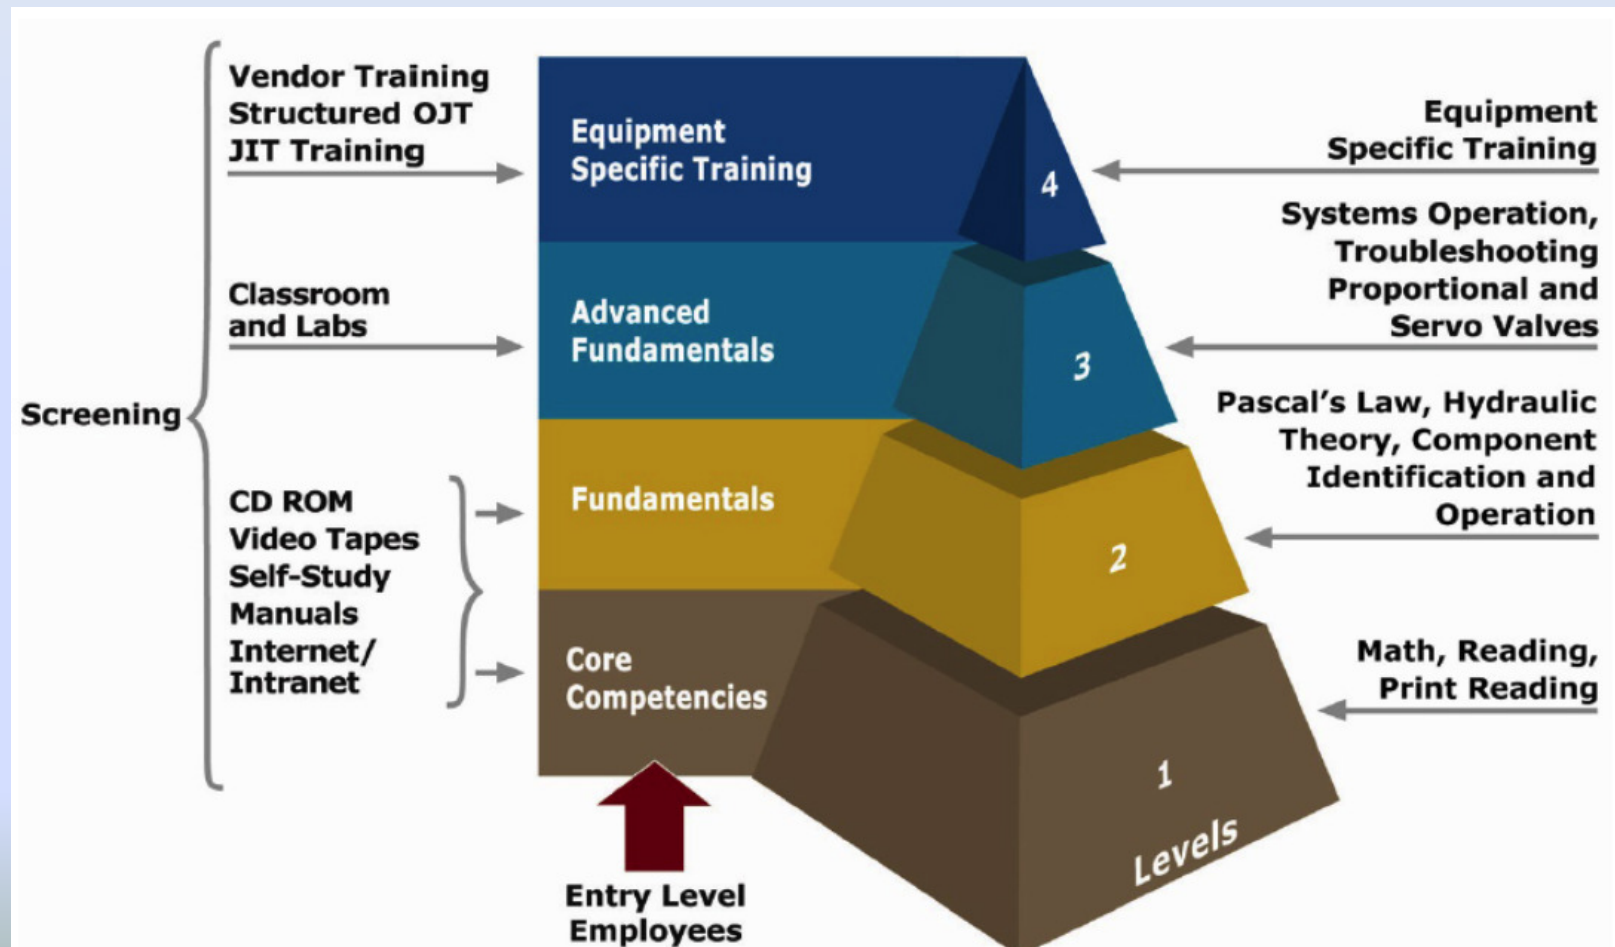 Screening
Vendor Training
Structured OJT
JIT Training
Classroom
and Labs
CD ROM
Video Tapes
Self-Study
Manuals
Internet/
Intranet
Equipment
Specific Training
Advanced
Fundamentals
Fundamentals
Core
Competencies
Entry Level
Employees
4
3
2
1
Levels
Equipment
Specific Training
Systems Operation,
Troubleshooting
Proportional and
Servo Valves
Pascal's Law, Hydraulic
Theory, Component
Identification and
Operation
Math, Reading,
Print Reading